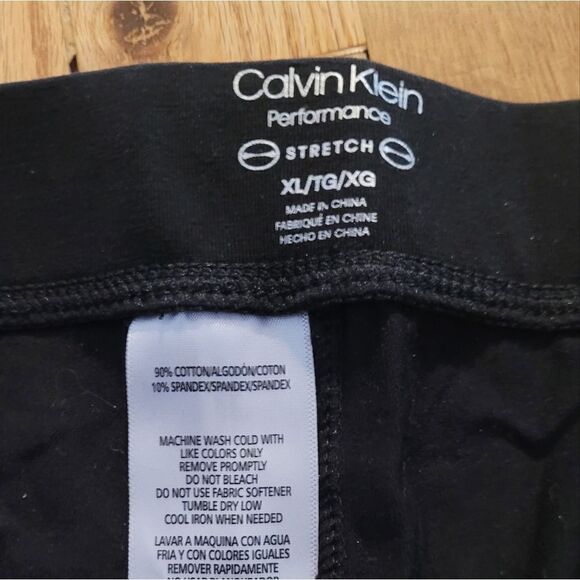 Calvin Klein
Performance
STRETCH
XL/TG/XG
MADE IN CHINA
FABRIQUÉ EN CHINE
HECHO EN CHINA
90% COTTON/ALGODÓN/COTON
10% SPANDEX/SPANDEX/SPANDEX
MACHINE WASH COLD WITH
LIKE COLORS ONLY
REMOVE PROMPTLY
DO NOT BLEACH
DO NOT USE FABRIC SOFTENER
TUMBLE DRY LOW
COOL IRON WHEN NEEDED
LAVAR A MAQUINA CON AGUA
FRIA Y CON COLORES IGUALES
REMOVER RAPIDAMENTE
NO USAR BLANQUEADOR